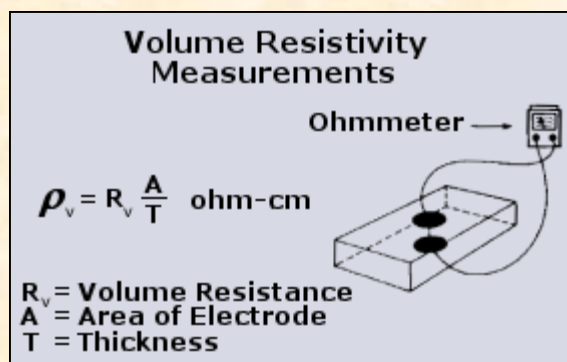 Volume Resistivity
Measurements
Ohmmeter
ρv = Rv A/T ohm-cm
Rv = Volume Resistance
A = Area of Electrode
T = Thickness